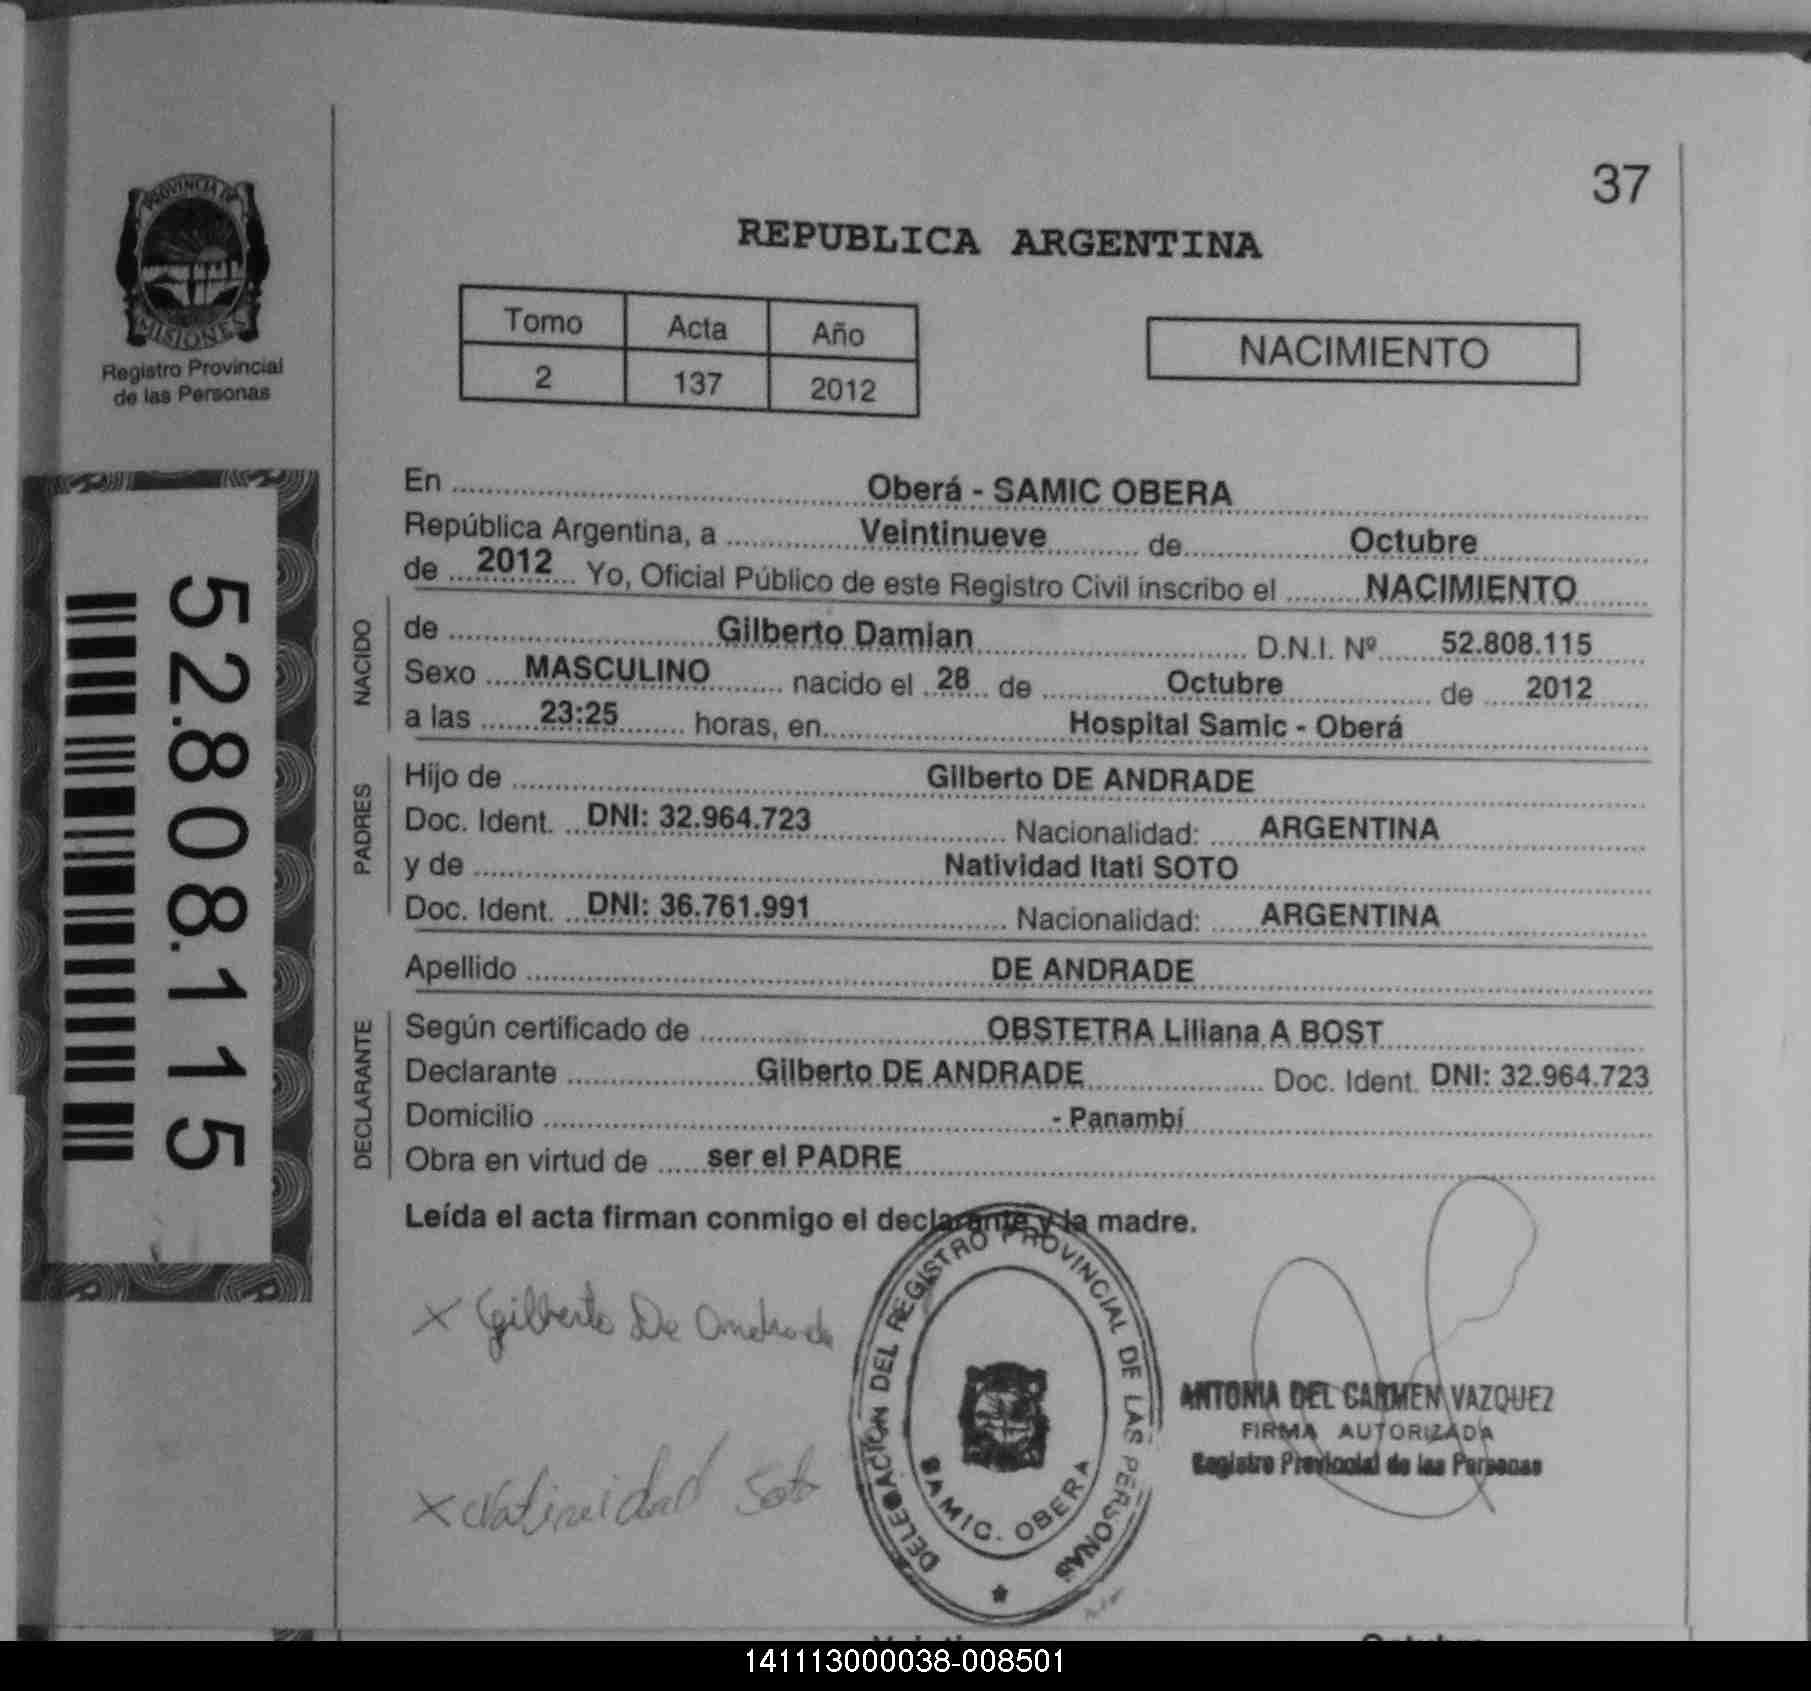 37
PROVINCIA DE
MISIONES
Registro Provincial
de las Personas
REPUBLICA ARGENTINA
Tomo Acta Año
2 137 2012
NACIMIENTO
52.808.115
En Oberá - SAMIC OBERA
República Argentina, a Veintinueve de Octubre
de 2012 Yo, Oficial Público de este Registro Civil inscribo el NACIMIENTO
NACIDO
de Gilberto Damian D.N.I. Nº 52.808.115
Sexo MASCULINO nacido el 28 de Octubre de 2012
a las 23:25 horas, en Hospital Samic - Oberá
PADRES
Hijo de Gilberto DE ANDRADE
Doc. Ident. DNI: 32.964.723 Nacionalidad: ARGENTINA
y de Natividad Itati SOTO
Doc. Ident. DNI: 36.761.991 Nacionalidad: ARGENTINA
Apellido DE ANDRADE
DECLARANTE
Según certificado de OBSTETRA Liliana A BOST
Declarante Gilberto DE ANDRADE Doc. Ident. DNI: 32.964.723
Domicilio - Panambí
Obra en virtud de ser el PADRE
Leída el acta firman conmigo el declarante y la madre.
X Gilberto De Andrade
X Natividad Soto
DELEGACION DEL REGISTRO PROVINCIAL DE LAS PERSONAS
SAMIC. OBERA
ANTONIA DEL CARMEN VAZQUEZ
FIRMA AUTORIZADA
Registro Provincial de las Personas
141113000038-008501